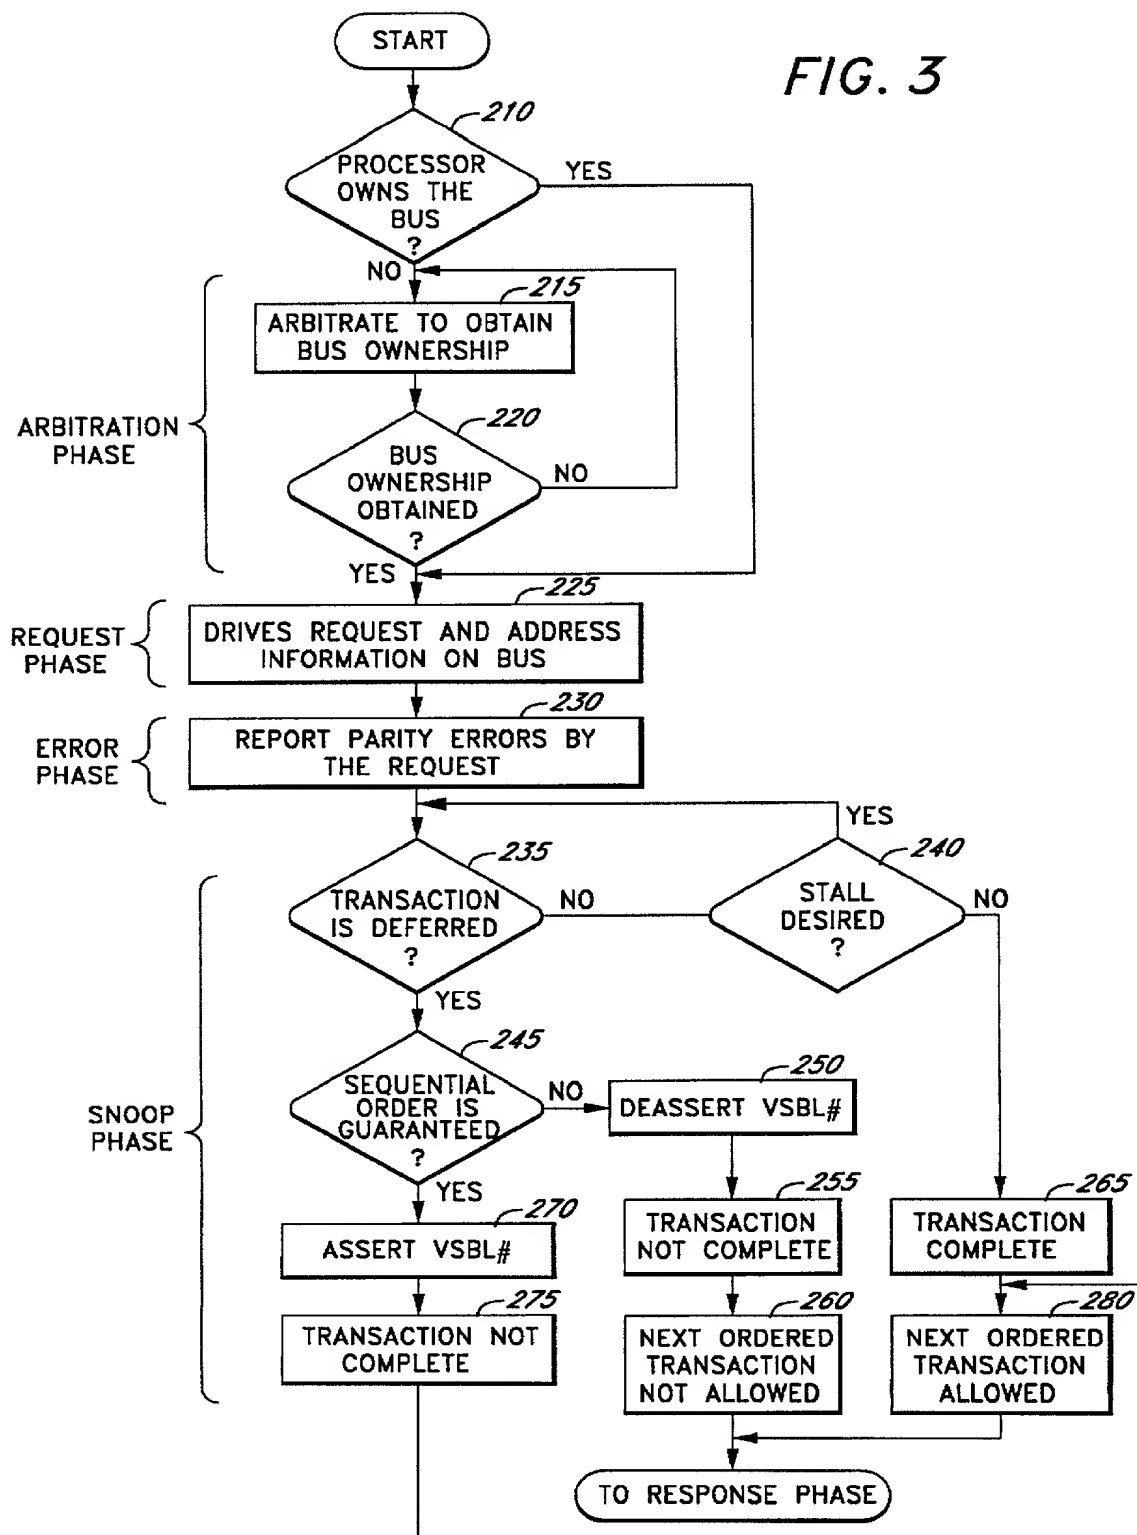 START
FIG. 3
210
PROCESSOR
OWNS THE
BUS
?
YES
NO
215
ARBITRATE TO OBTAIN
BUS OWNERSHIP
ARBITRATION
PHASE
220
BUS
OWNERSHIP
OBTAINED
?
NO
YES
225
REQUEST
PHASE
DRIVES REQUEST AND ADDRESS
INFORMATION ON BUS
230
ERROR
PHASE
REPORT PARITY ERRORS BY
THE REQUEST
YES
235
TRANSACTION
IS DEFERRED
?
NO
240
STALL
DESIRED
?
NO
YES
245
SEQUENTIAL
ORDER IS
GUARANTEED
?
NO
250
DEASSERT VSBL#
SNOOP
PHASE
YES
255
TRANSACTION
NOT COMPLETE
265
TRANSACTION
COMPLETE
270
ASSERT VSBL#
275
TRANSACTION NOT
COMPLETE
260
NEXT ORDERED
TRANSACTION
NOT ALLOWED
280
NEXT ORDERED
TRANSACTION
ALLOWED
TO RESPONSE PHASE